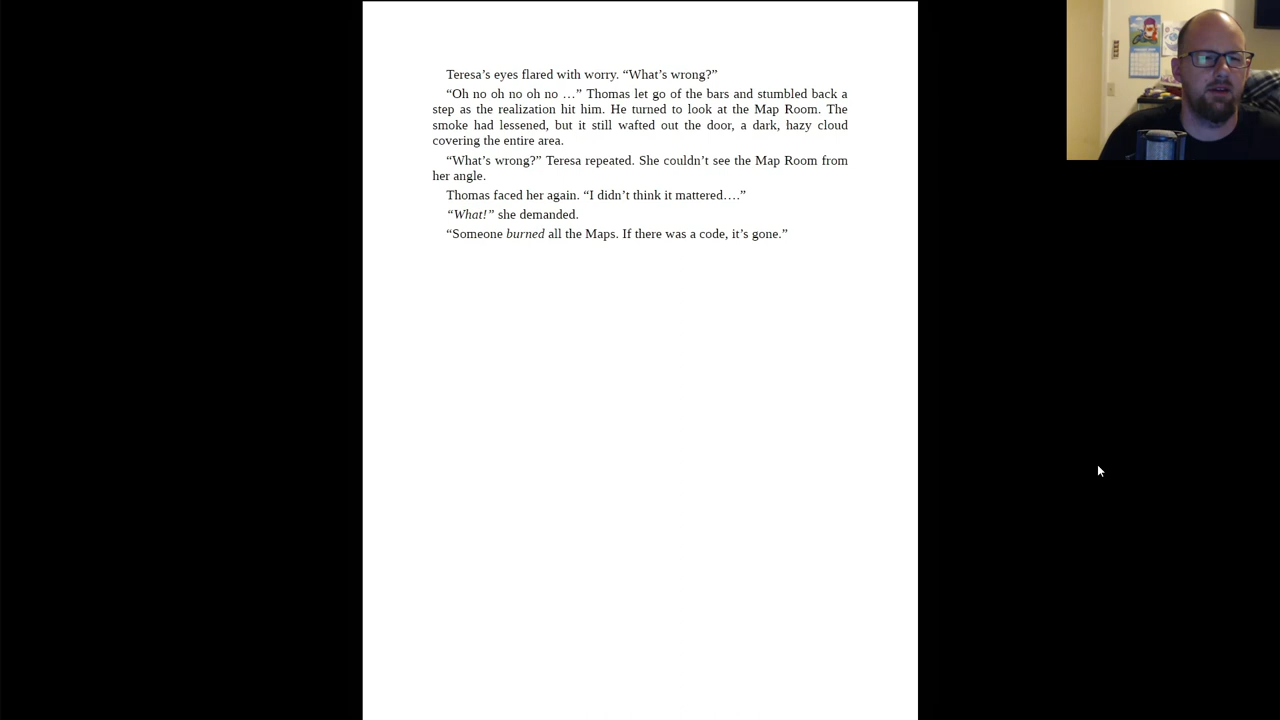 Teresa’s eyes flared with worry. “What’s wrong?”
“Oh no oh no oh no …” Thomas let go of the bars and stumbled back a
step as the realization hit him. He turned to look at the Map Room. The
smoke had lessened, but it still wafted out the door, a dark, hazy cloud
covering the entire area.
“What’s wrong?” Teresa repeated. She couldn’t see the Map Room from
her angle.
Thomas faced her again. “I didn’t think it mattered….”
“What!” she demanded.
“Someone burned all the Maps. If there was a code, it’s gone.”